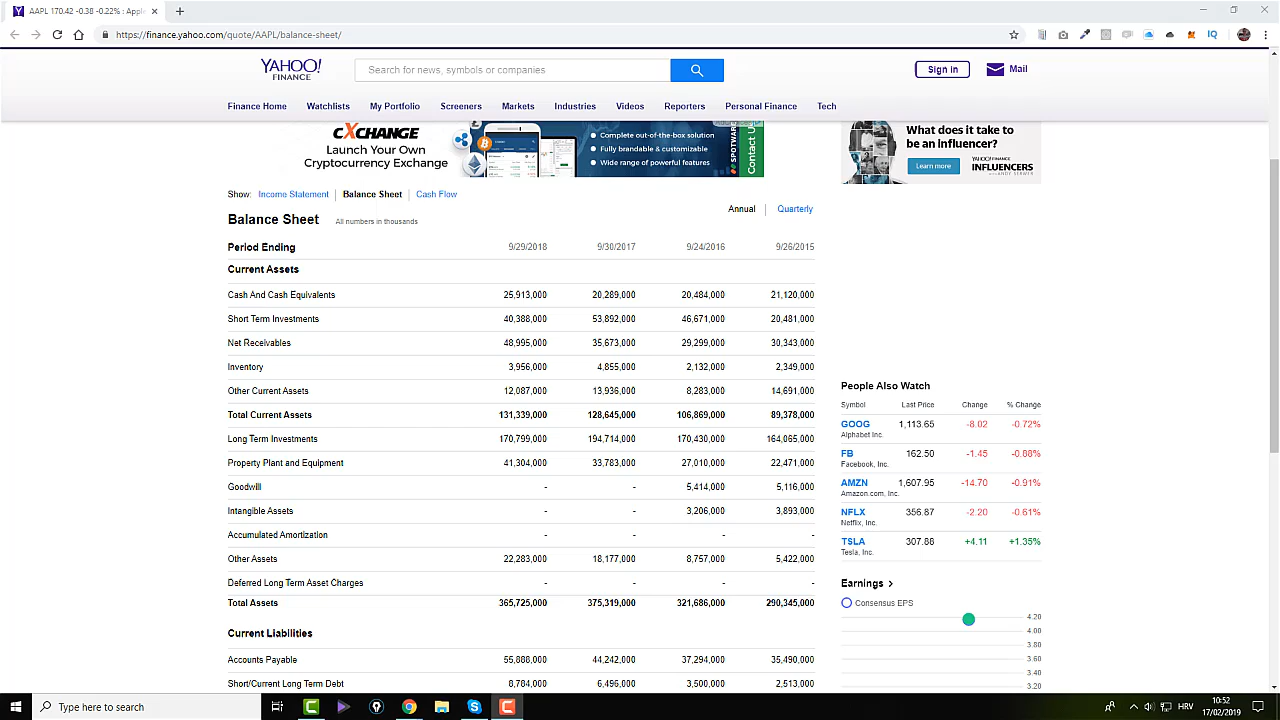 AAPL 170.42 -0.38 -0.22% : Apple
https://finance.yahoo.com/quote/AAPL/balance-sheet/
YAHOO!
FINANCE
Search for news, symbols or companies
Sign in
Mail
Finance Home Watchlists My Portfolio Screeners Markets Industries Videos Reporters Personal Finance Tech
CXCHANGE
Launch Your Own
Cryptocurrency Exchange
Complete out-of-the-box solution
Fully brandable & customizable
Wide range of powerful features
SPOTWARE
Contact Us
What does it take to
be an influencer?
Learn more
YAHOO!
FINANCE
INFLUENCERS
WITH ANDY SERWER
Show: Income Statement Balance Sheet Cash Flow
Annual Quarterly
Balance Sheet All numbers in thousands
Period Ending 9/29/2018 9/30/2017 9/24/2016 9/26/2015
Current Assets
Cash And Cash Equivalents 25,913,000 20,289,000 20,484,000 21,120,000
Short Term Investments 40,388,000 53,892,000 46,671,000 20,481,000
Net Receivables 48,995,000 35,673,000 29,299,000 30,343,000
Inventory 3,956,000 4,855,000 2,132,000 2,349,000
Other Current Assets 12,087,000 13,936,000 8,283,000 14,691,000
Total Current Assets 131,339,000 128,645,000 106,869,000 89,378,000
Long Term Investments 170,799,000 194,714,000 170,430,000 164,065,000
Property Plant and Equipment 41,304,000 33,783,000 27,010,000 22,471,000
Goodwill - - 5,414,000 5,116,000
Intangible Assets - - 3,206,000 3,893,000
Accumulated Amortization - - - -
Other Assets 22,283,000 18,177,000 8,757,000 5,422,000
Deferred Long Term Asset Charges - - - -
Total Assets 365,725,000 375,319,000 321,686,000 290,345,000
Current Liabilities
Accounts Payable 55,888,000 44,242,000 37,294,000 35,490,000
Short/Current Long Term Debt 8,784,000 6,496,000 3,500,000 2,513,000
People Also Watch
Symbol Last Price Change % Change
GOOG 1,113.65 -8.02 -0.72%
Alphabet Inc.
FB 162.50 -1.45 -0.88%
Facebook, Inc.
AMZN 1,607.95 -14.70 -0.91%
Amazon.com, Inc.
NFLX 356.87 -2.20 -0.61%
Netflix, Inc.
TSLA 307.88 +4.11 +1.35%
Tesla, Inc.
Earnings
Consensus EPS
4.20
4.00
3.80
3.60
3.40
3.20
Type here to search
HRV
10:52
17/02/2019